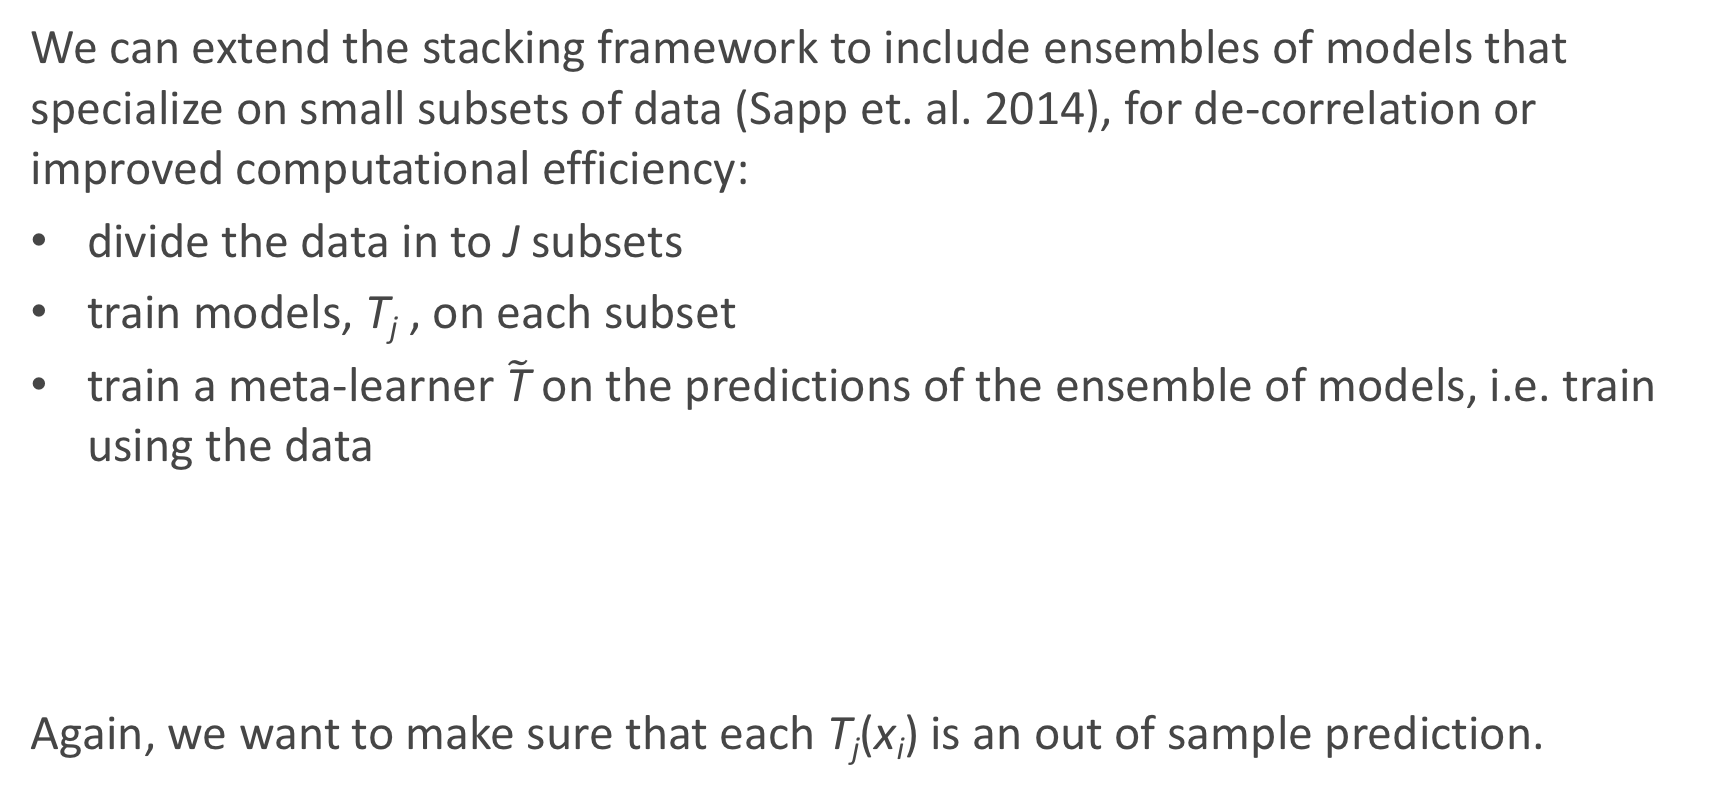 We can extend the stacking framework to include ensembles of models that
specialize on small subsets of data (Sapp et. al. 2014), for de-correlation or
improved computational efficiency:
• divide the data in to J subsets
• train models, Tⱼ , on each subset
• train a meta-learner T̃ on the predictions of the ensemble of models, i.e. train
using the data
Again, we want to make sure that each Tⱼ(xᵢ) is an out of sample prediction.